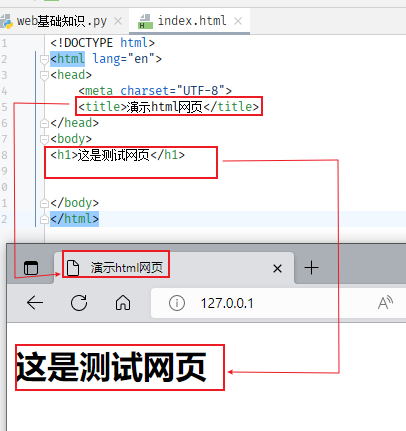 web基础知识.py × index.html ×
1 <!DOCTYPE html>
2 <html lang="en">
3 <head>
4 <meta charset="UTF-8">
5 <title>演示html网页</title>
6 </head>
7 <body>
8 <h1>这是测试网页</h1>
9
0
1 </body>
2 </html>
演示html网页
127.0.0.1
A
这是测试网页